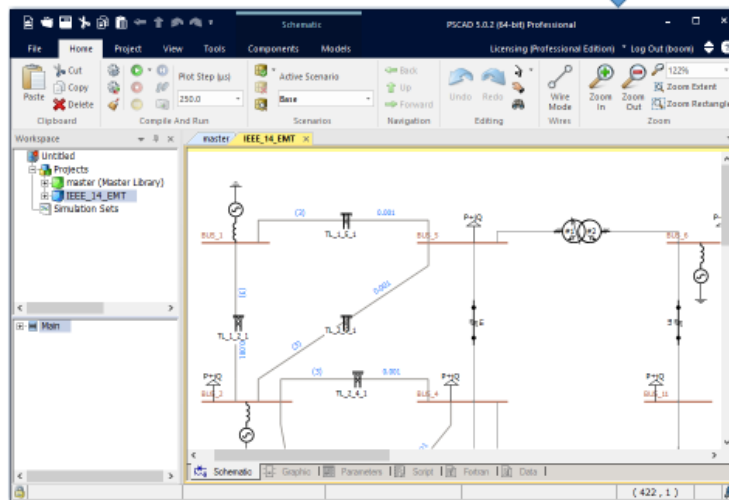 Schematic
PSCAD 5.0.2 (64-bit) Professional
File Home Project View Tools Components Models Licensing (Professional Edition) Log Out (boom)
Paste
Cut
Copy
Delete
Clipboard
Plot Step (µs)
250.0
Compile And Run
Active Scenario
Base
Scenarios
Back
Up
Forward
Navigation
Undo Redo
Editing
Wire Mode
Wires
Zoom In
Zoom Out
122%
Zoom Extent
Zoom Rectangle
Zoom
Workspace
master IEEE_14_EMT
Untitled
Projects
master (Master Library)
IEEE_14_EMT
Simulation Sets
Main
(3) 0.001
TL_1_5_1
BUS_1
BUS_5
P+jQ
#1 #2
BUS_6
0.001
TL_1_2_1
0.001
(3)
(3) 0.001
TL_2_4_1
P+jQ
BUS_2
P+jQ
BUS_4
P+jQ
BUS_11
Schematic Graphic Parameters Script Fortran Data
(422, 1)